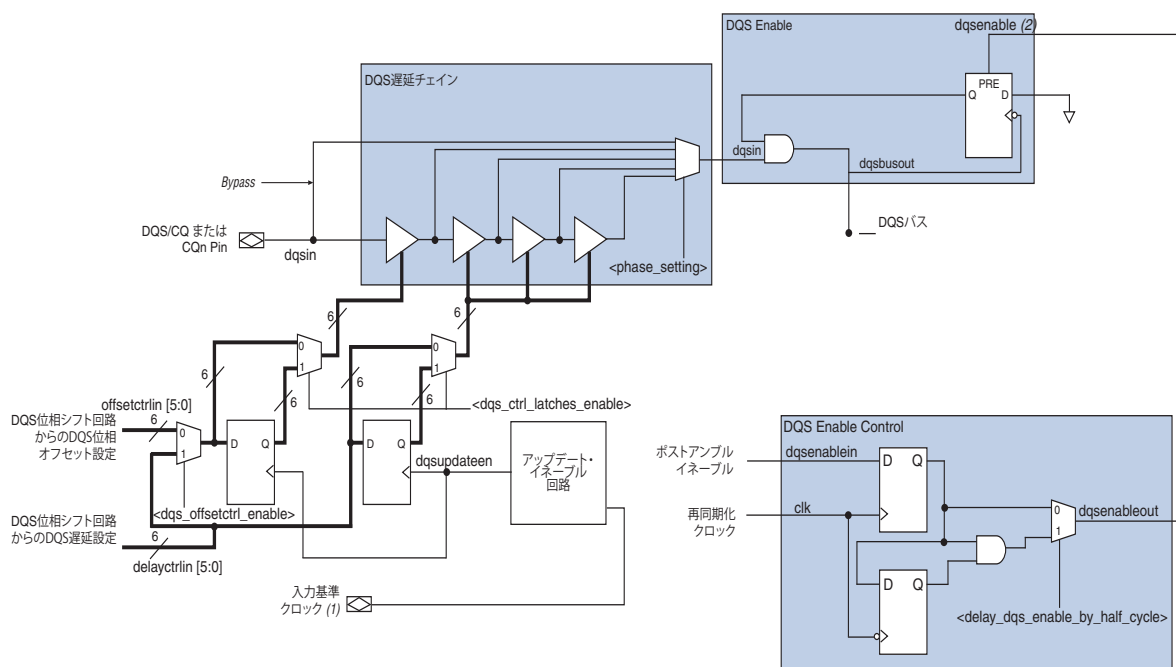 DQS Enable
dqsenable (2)
DQS遅延チェイン
PRE
Q
D
dqsin
dqsbusout
Bypass
DQSバス
DQS/CQ または
CQn Pin
dqsin
<phase_setting>
6
6
0
1
0
1
6
6
6
6
<dqs_ctrl_latches_enable>
offsetctrlin [5:0]
DQS位相シフト回路
からのDQS位相
オフセット設定
6
0
1
D
Q
D
Q
dqsupdateen
アップデート・
イネーブル
回路
<dqs_offsetctrl_enable>
DQS位相シフト回路
からのDQS遅延設定
6
delayctrlin [5:0]
入力基準
クロック (1)
DQS Enable Control
ポストアンブル
イネーブル
dqsenablein
D
Q
再同期化
クロック
clk
0
1
dqsenableout
D
Q
<delay_dqs_enable_by_half_cycle>